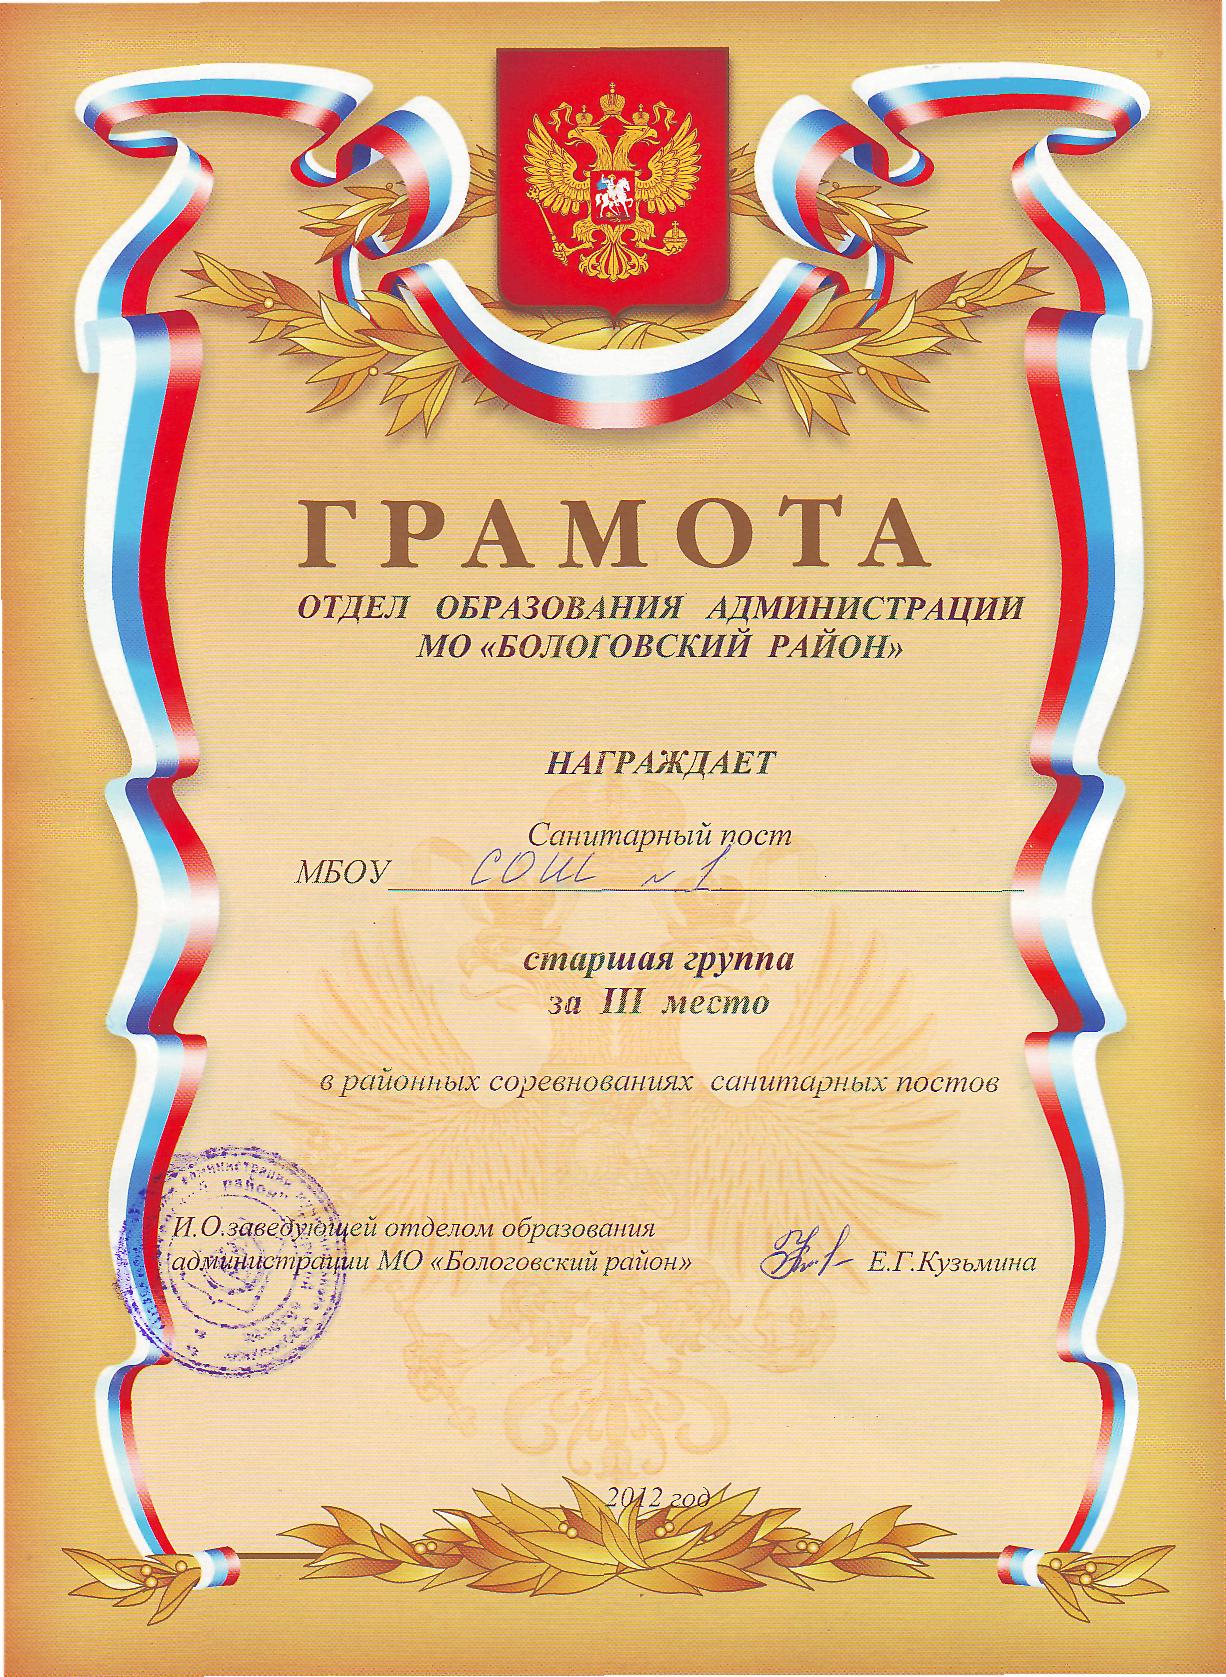 ГРАМОТА
ОТДЕЛ ОБРАЗОВАНИЯ АДМИНИСТРАЦИИ
МО «БОЛОГОВСКИЙ РАЙОН»
НАГРАЖДАЕТ
Санитарный пост
МБОУ СОШ №1
старшая группа
за III место
в районных соревнованиях санитарных постов
И.О.заведующей отделом образования
администрации МО «Бологовский район» Е.Г.Кузьмина
2012 год